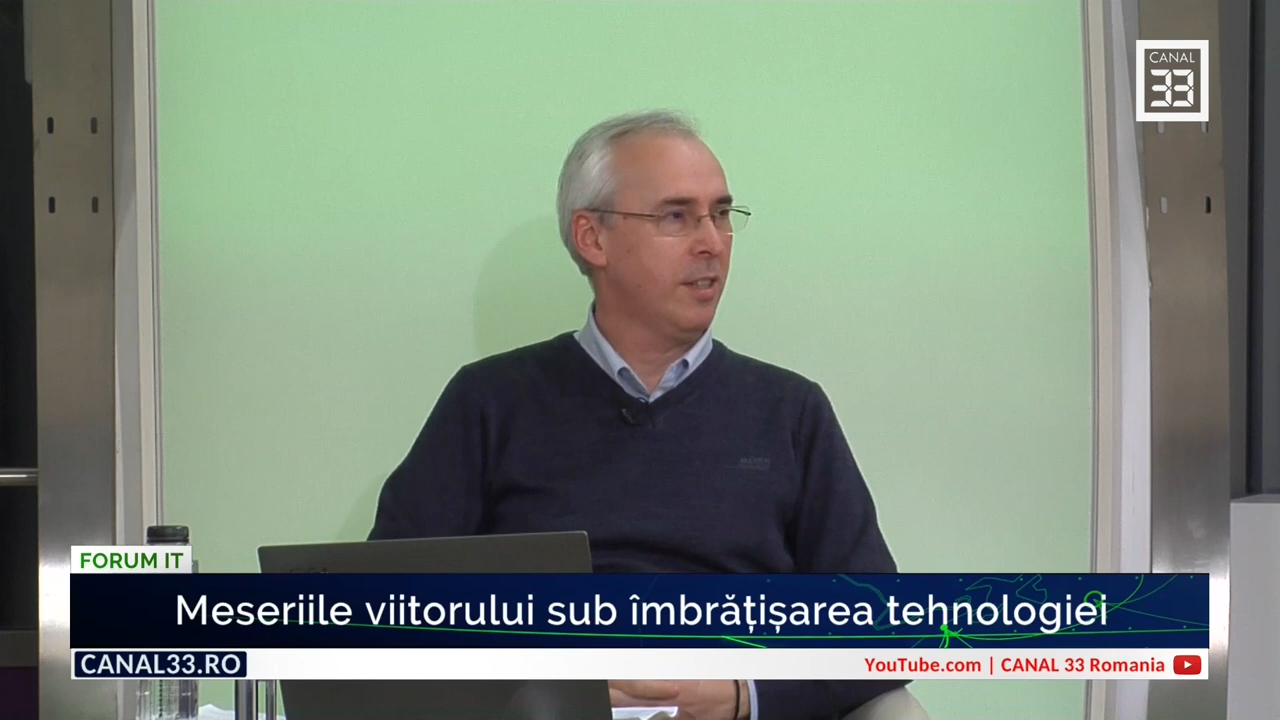 CANAL
33
FORUM IT
Meseriile viitorului sub îmbrățișarea tehnologiei
CANAL33.RO
YouTube.com | CANAL 33 Romania